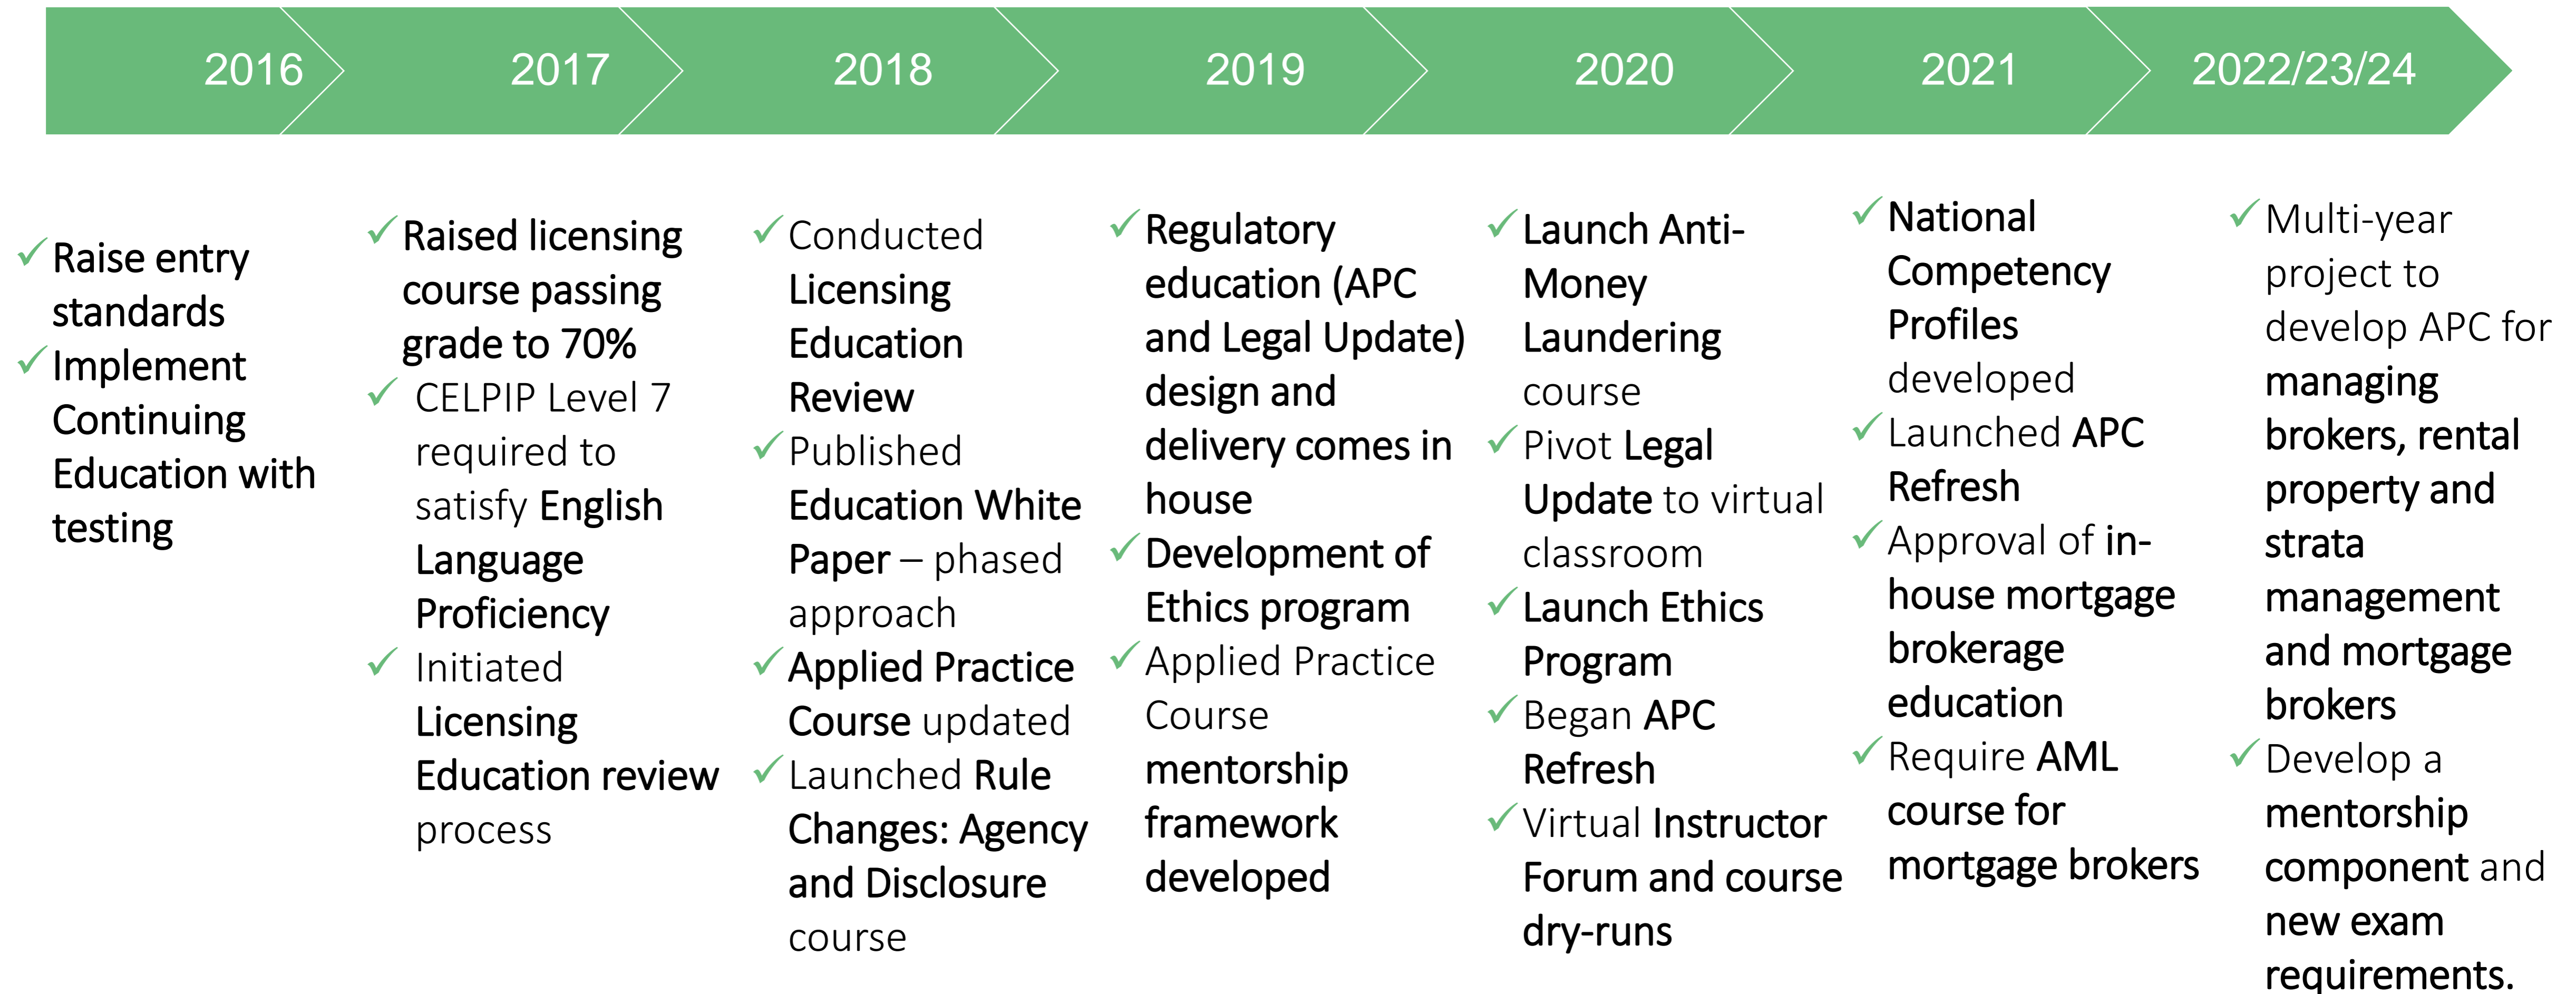 2016
2017
2018
2019
2020
2021
2022/23/24
Raise entry
standards
Implement
Continuing
Education with
testing
Raised licensing
course passing
grade to 70%
CELPIP Level 7
required to
satisfy English
Language
Proficiency
Initiated
Licensing
Education review
process
Conducted
Licensing
Education
Review
Published
Education White
Paper – phased
approach
Applied Practice
Course updated
Launched Rule
Changes: Agency
and Disclosure
course
Regulatory
education (APC
and Legal Update)
design and
delivery comes in
house
Development of
Ethics program
Applied Practice
Course
mentorship
framework
developed
Launch Anti-
Money
Laundering
course
Pivot Legal
Update to virtual
classroom
Launch Ethics
Program
Began APC
Refresh
Virtual Instructor
Forum and course
dry-runs
National
Competency
Profiles
developed
Launched APC
Refresh
Approval of in-
house mortgage
brokerage
education
Require AML
course for
mortgage brokers
Multi-year
project to
develop APC for
managing
brokers, rental
property and
strata
management
and mortgage
brokers
Develop a
mentorship
component and
new exam
requirements.